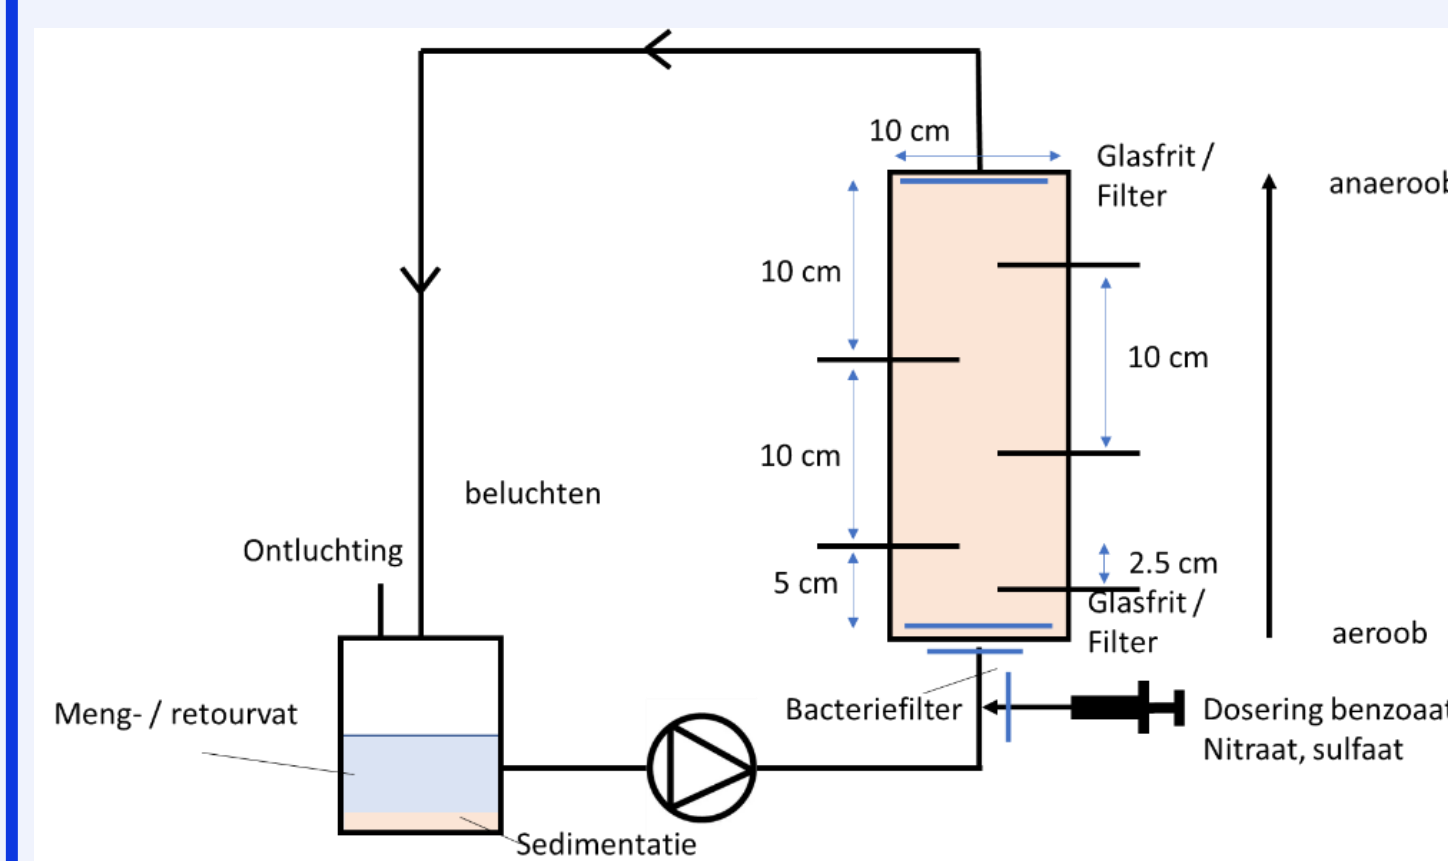 10 cm
Glasfrit /
Filter
anaeroob
10 cm
10 cm
10 cm
beluchten
Ontluchting
5 cm
2.5 cm
Glasfrit /
Filter
aeroob
Meng- / retourvat
Bacteriefilter
Dosering benzoaat
Nitraat, sulfaat
Sedimentatie